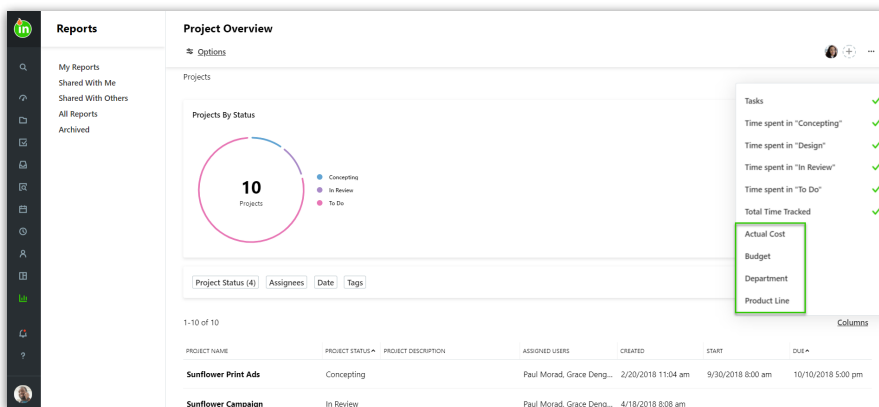 in
Reports
My Reports
Shared With Me
Shared With Others
All Reports
Archived
Project Overview
Options
Projects
Projects By Status
10
Projects
Concepting
In Review
To Do
Tasks
Time spent in "Concepting"
Time spent in "Design"
Time spent in "In Review"
Time spent in "To Do"
Total Time Tracked
Actual Cost
Budget
Department
Product Line
Project Status (4) Assignees Date Tags
1-10 of 10
Columns
PROJECT NAME PROJECT STATUS PROJECT DESCRIPTION ASSIGNED USERS CREATED START DUE
Sunflower Print Ads Concepting Paul Morad, Grace Deng... 2/20/2018 11:04 am 9/30/2018 8:00 am 10/10/2018 5:00 pm
Sunflower Campaign In Review Paul Morad, Grace Deng... 4/18/2018 8:08 am